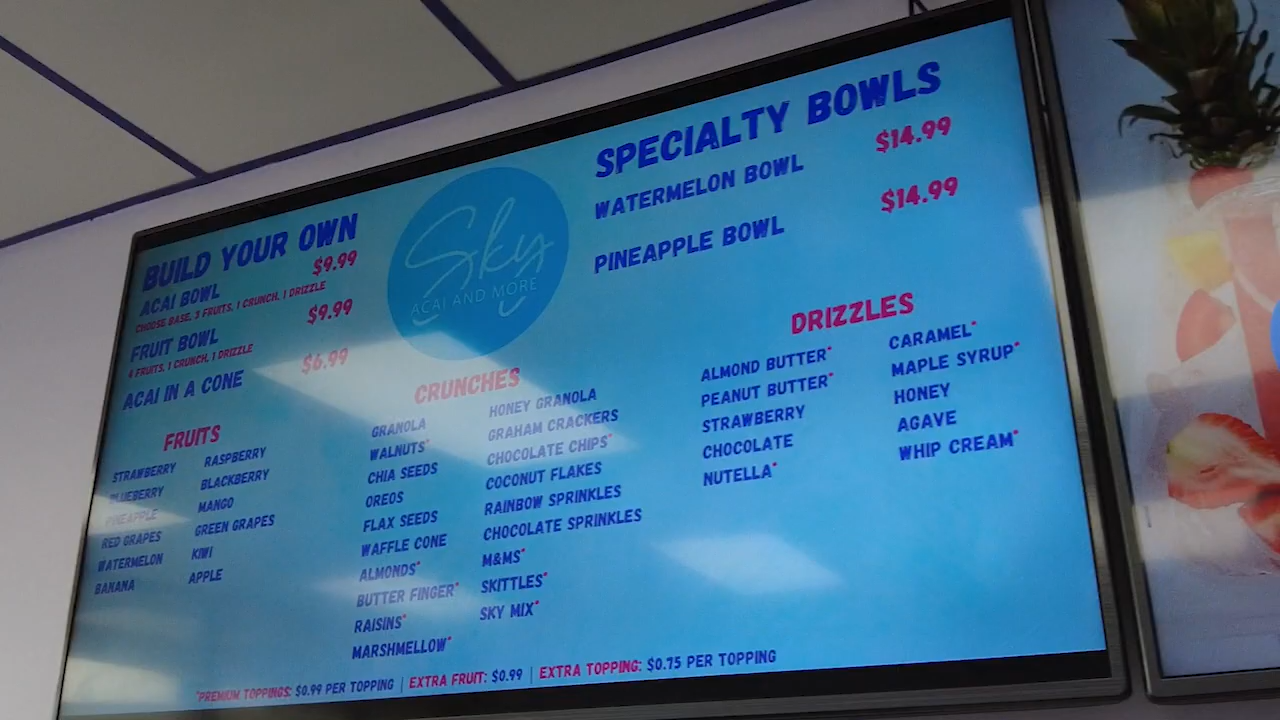 BUILD YOUR OWN
ACAI BOWL $9.99
CHOOSE BASE, 3 FRUITS, 1 CRUNCH, 1 DRIZZLE
FRUIT BOWL $9.99
4 FRUITS, 1 CRUNCH, 1 DRIZZLE
ACAI IN A CONE $6.99
Sky
ACAI AND MORE
SPECIALTY BOWLS
WATERMELON BOWL $14.99
PINEAPPLE BOWL $14.99
FRUITS
STRAWBERRY
BLUEBERRY
PINEAPPLE
RED GRAPES
WATERMELON
BANANA
RASPBERRY
BLACKBERRY
MANGO
GREEN GRAPES
KIWI
APPLE
CRUNCHES
GRANOLA
WALNUTS*
CHIA SEEDS
OREOS
FLAX SEEDS
WAFFLE CONE
ALMONDS*
BUTTER FINGER*
RAISINS*
MARSHMELLOW*
HONEY GRANOLA
GRAHAM CRACKERS
CHOCOLATE CHIPS*
COCONUT FLAKES
RAINBOW SPRINKLES
CHOCOLATE SPRINKLES
M&MS*
SKITTLES*
SKY MIX*
DRIZZLES
ALMOND BUTTER*
PEANUT BUTTER*
STRAWBERRY
CHOCOLATE
NUTELLA*
CARAMEL*
MAPLE SYRUP*
HONEY
AGAVE
WHIP CREAM*
*PREMIUM TOPPINGS: $0.99 PER TOPPING | EXTRA FRUIT: $0.99 | EXTRA TOPPING: $0.75 PER TOPPING